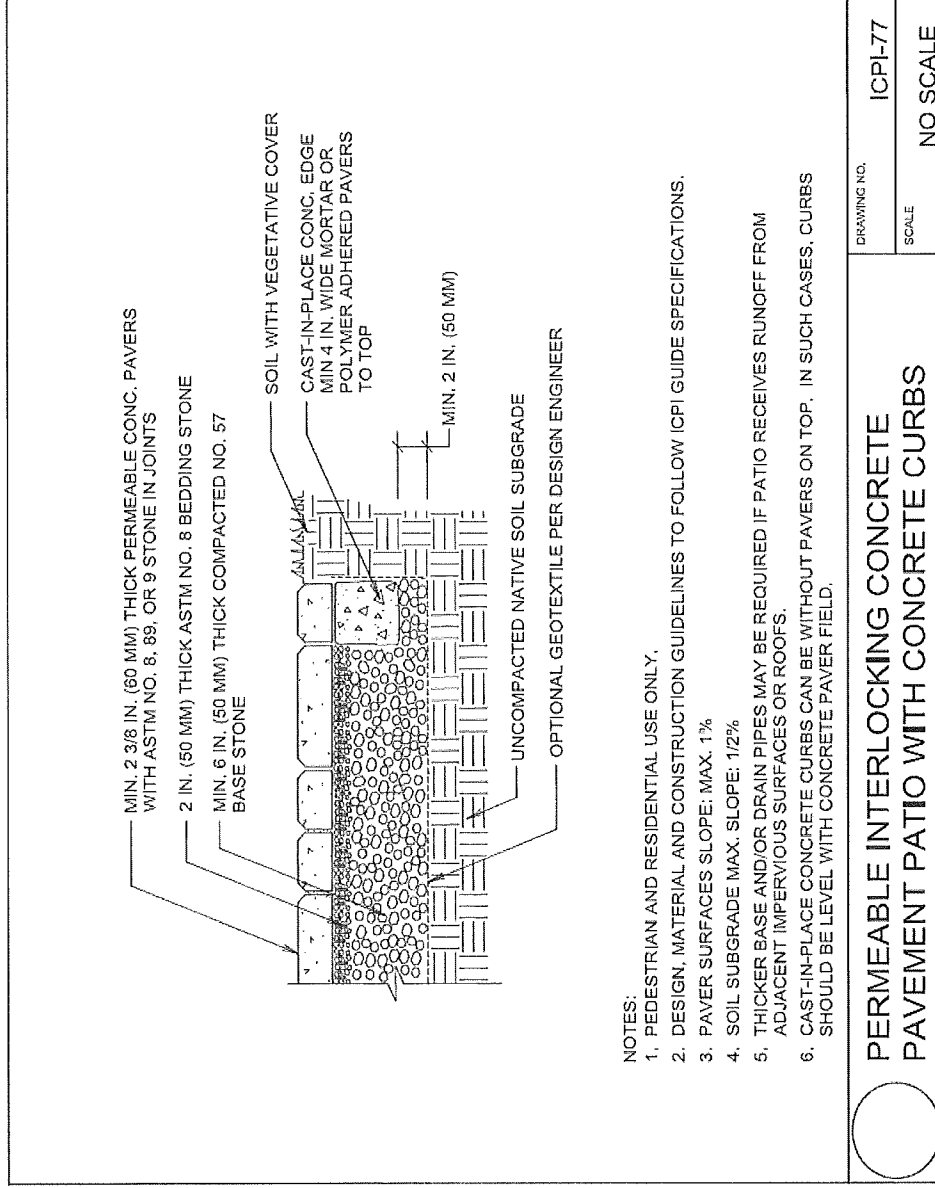 MIN. 2 3/8 IN. (60 MM) THICK PERMEABLE CONC. PAVERS
WITH ASTM NO. 8, 89, OR 9 STONE IN JOINTS
2 IN. (50 MM) THICK ASTM NO. 8 BEDDING STONE
MIN. 6 IN. (50 MM) THICK COMPACTED NO. 57
BASE STONE
SOIL WITH VEGETATIVE COVER
CAST-IN-PLACE CONC. EDGE
MIN 4 IN. WIDE MORTAR OR
POLYMER ADHERED PAVERS
TO TOP
MIN. 2 IN. (50 MM)
UNCOMPACTED NATIVE SOIL SUBGRADE
OPTIONAL GEOTEXTILE PER DESIGN ENGINEER
NOTES:
1. PEDESTRIAN AND RESIDENTIAL USE ONLY.
2. DESIGN, MATERIAL AND CONSTRUCTION GUIDELINES TO FOLLOW ICPI GUIDE SPECIFICATIONS.
3. PAVER SURFACES SLOPE: MAX. 1%
4. SOIL SUBGRADE MAX. SLOPE: 1/2%
5. THICKER BASE AND/OR DRAIN PIPES MAY BE REQUIRED IF PATIO RECEIVES RUNOFF FROM
ADJACENT IMPERVIOUS SURFACES OR ROOFS.
6. CAST-IN-PLACE CONCRETE CURBS CAN BE WITHOUT PAVERS ON TOP. IN SUCH CASES, CURBS
SHOULD BE LEVEL WITH CONCRETE PAVER FIELD.
PERMEABLE INTERLOCKING CONCRETE
PAVEMENT PATIO WITH CONCRETE CURBS
DRAWING NO.
ICPI-77
SCALE
NO SCALE